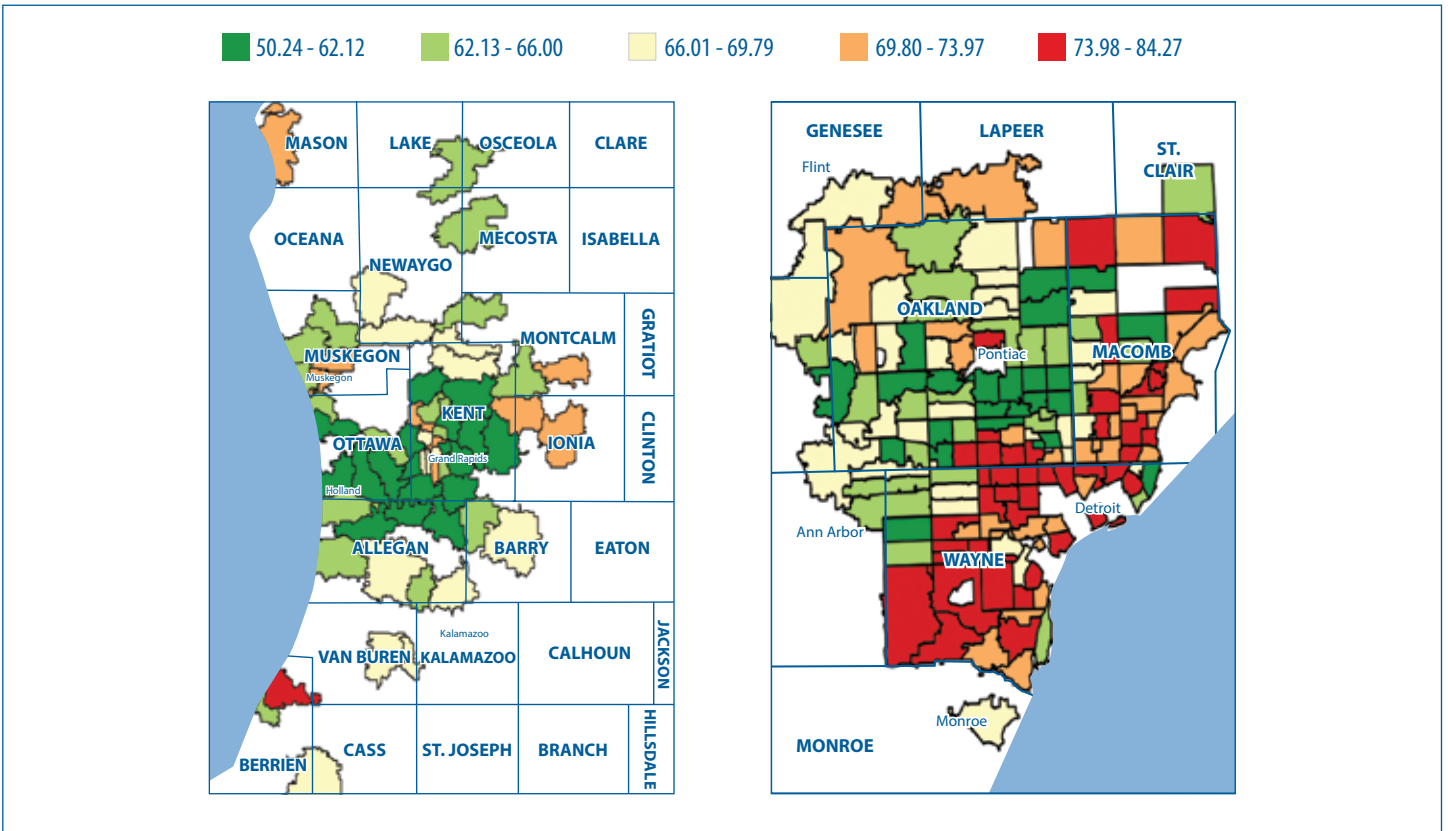 50.24 - 62.12
62.13 - 66.00
66.01 - 69.79
69.80 - 73.97
73.98 - 84.27
MASON
LAKE
OSCEOLA
CLARE
OCEANA
MECOSTA
ISABELLA
NEWAYGO
MONTCALM
GRATIOT
MUSKEGON
Muskegon
KENT
CLINTON
OTTAWA
IONIA
Grand Rapids
Holland
ALLEGAN
BARRY
EATON
Kalamazoo
VAN BUREN
KALAMAZOO
CALHOUN
JACKSON
BERRIEN
CASS
ST. JOSEPH
BRANCH
HILLSDALE
GENESEE
LAPEER
ST.
CLAIR
Flint
OAKLAND
Pontiac
MACOMB
Detroit
Ann Arbor
WAYNE
Monroe
MONROE